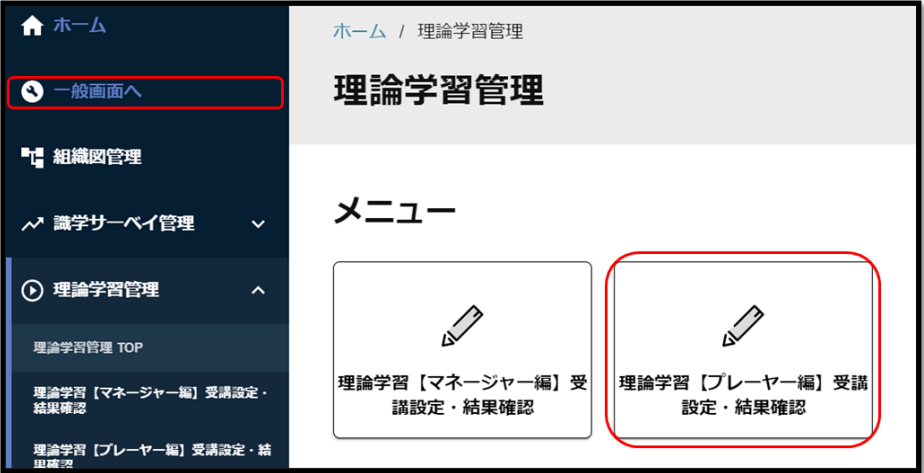 ホーム
一般画面へ
組織図管理
識学サーベイ管理
理論学習管理
理論学習管理 TOP
理論学習【マネージャー編】受講設定・
結果確認
理論学習【プレーヤー編】受講設定・結
果確認
ホーム / 理論学習管理
理論学習管理
メニュー
理論学習【マネージャー編】受
講設定・結果確認
理論学習【プレーヤー編】受講
設定・結果確認